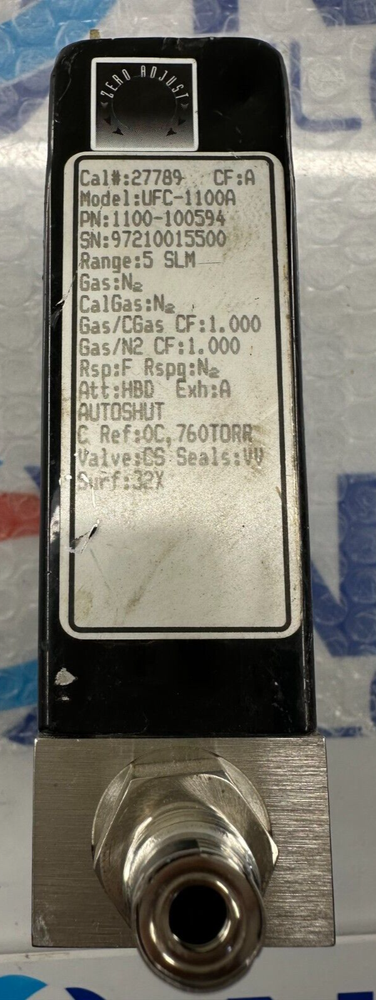 ZERO ADJUST
Cal#:27789 CF:A
Model:UFC-1100A
PN:1100-100594
SN:97210015500
Range:5 SLM
Gas:N₂
CalGas:N₂
Gas/CGas CF:1.000
Gas/N2 CF:1.000
Rsp:F Rspg:N₂
Att:HBD Exh:A
AUTOSHUT
C Ref:0C,760TORR
Valve:CS Seals:VV
Surf:32X